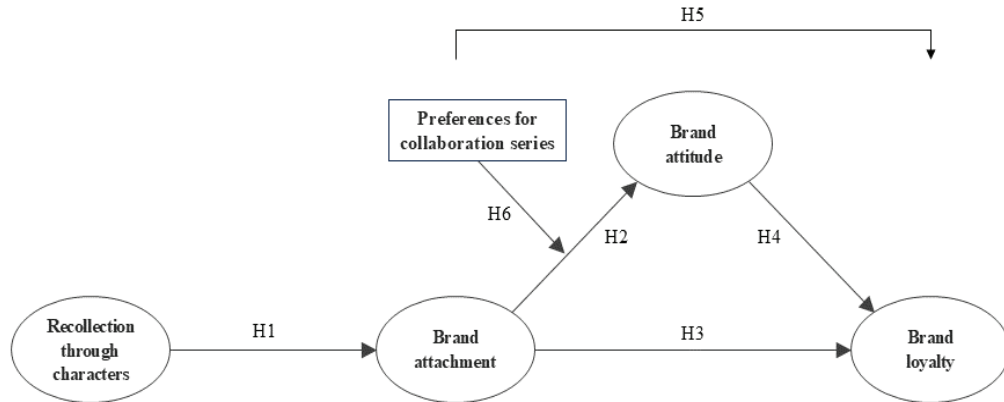 H5
Preferences for
collaboration series
Brand
attitude
H6
H2
H4
Recollection
through
characters
H1
Brand
attachment
H3
Brand
loyalty